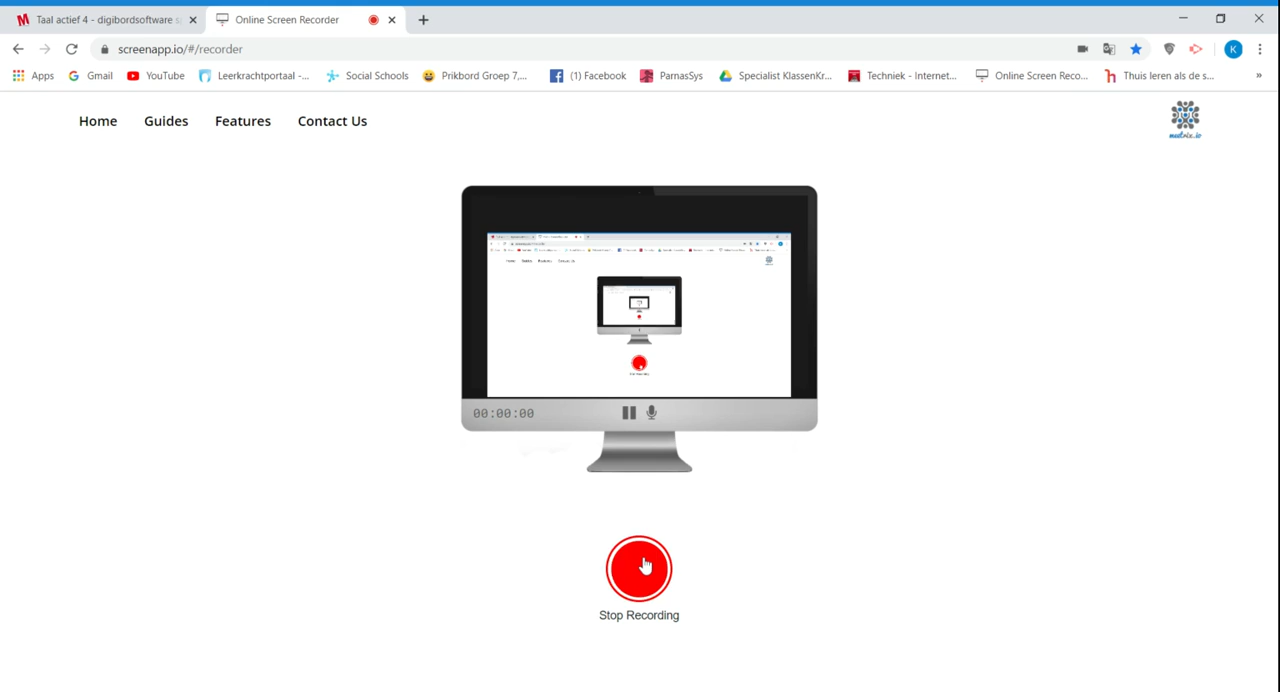 Taal actief 4 - digibordsoftware s
Online Screen Recorder
screenapp.io/#/recorder
K
Apps
Gmail
YouTube
Leerkrachtportaal -...
Social Schools
Prikbord Groep 7,...
(1) Facebook
ParnasSys
Specialist KlassenKr...
Techniek - Internet...
Online Screen Reco...
Thuis leren als de s...
»
Home
Guides
Features
Contact Us
00:00:00
Stop Recording